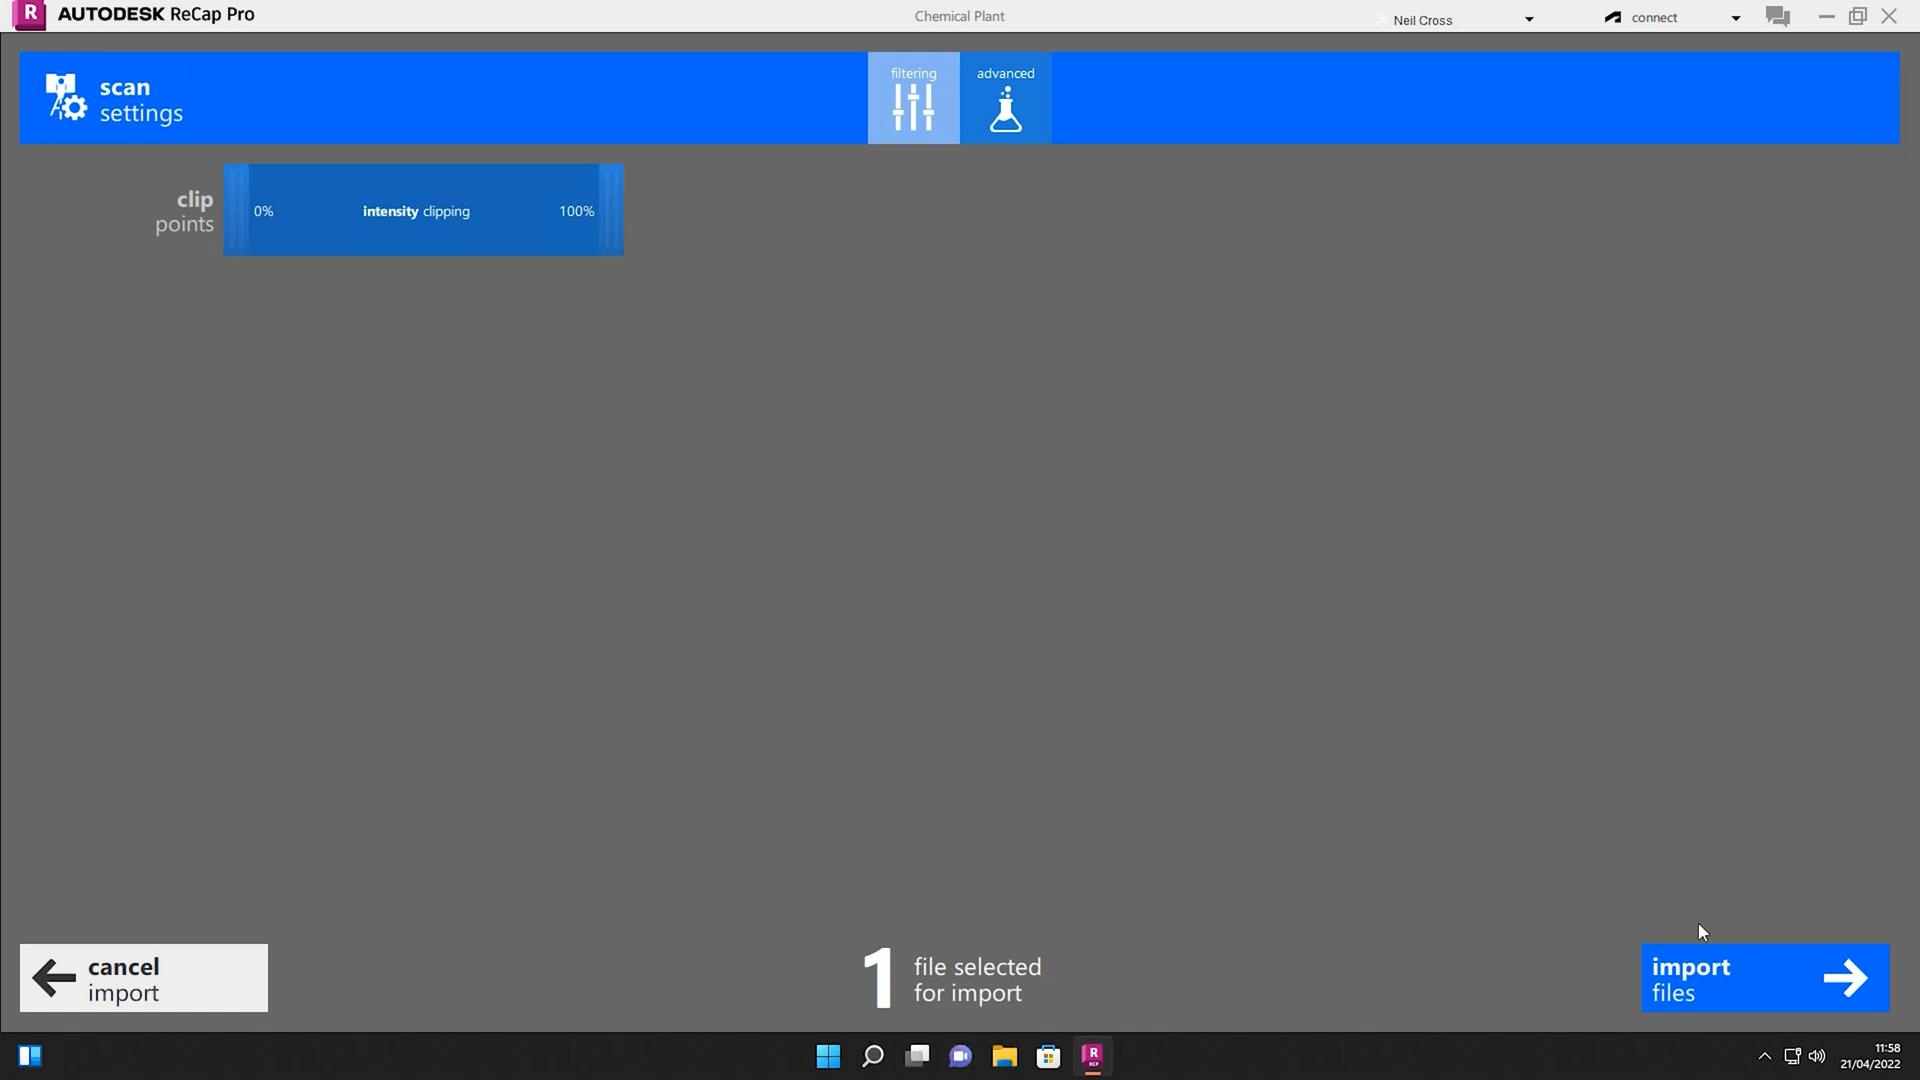 AUTODESK ReCap Pro
Chemical Plant
Neil Cross
connect
scan
settings
filtering
advanced
clip
points
0%
intensity clipping
100%
cancel
import
1
file selected
for import
import
files
11:58
21/04/2022